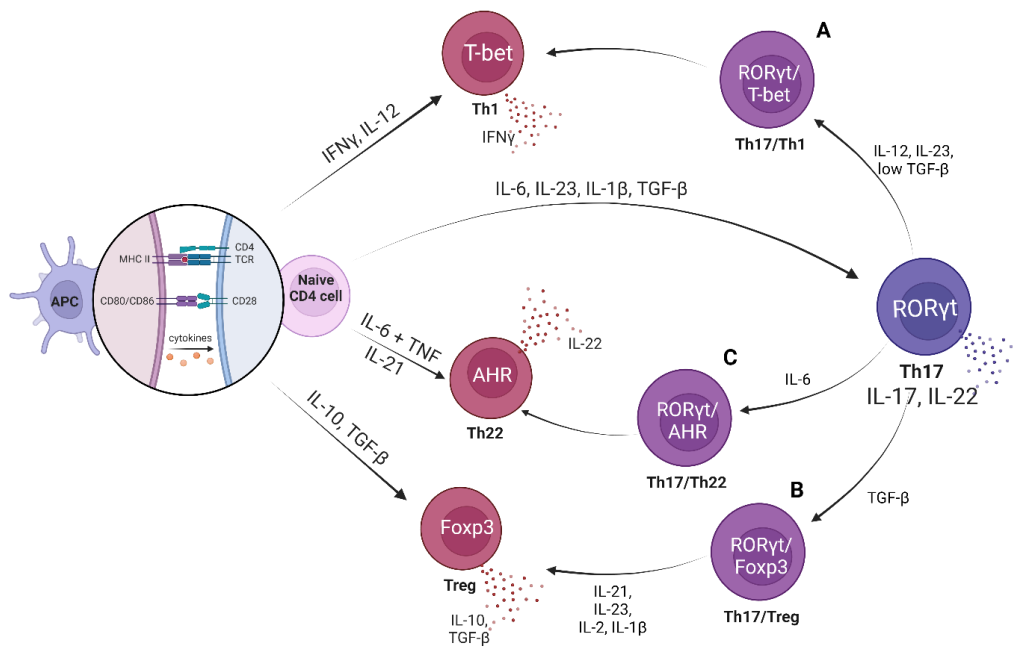 A
T-bet
Th1
IFNγ
RORγt/
T-bet
Th17/Th1
IFNγ, IL-12
IL-12, IL-23,
low TGF-β
IL-6, IL-23, IL-1β, TGF-β
APC
MHC II
CD4
TCR
CD80/CD86
CD28
cytokines
Naive
CD4 cell
RORγt
Th17
IL-17, IL-22
IL-6 + TNF
IL-21
IL-22
AHR
Th22
C
IL-6
RORγt/
AHR
Th17/Th22
IL-10, TGF-β
B
TGF-β
Foxp3
Treg
IL-10,
TGF-β
IL-21,
IL-23,
IL-2, IL-1β
RORγt/
Foxp3
Th17/Treg